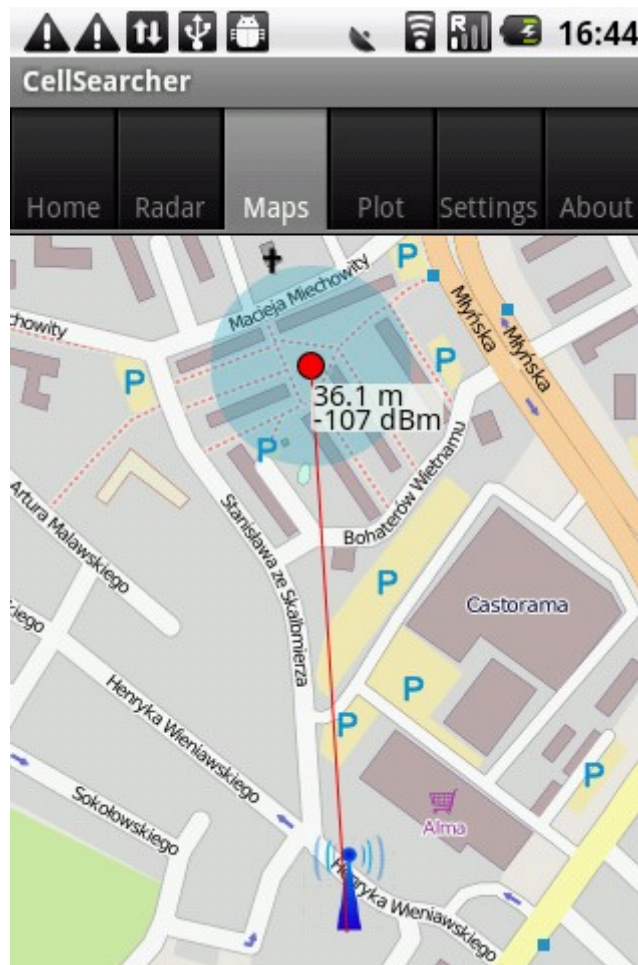 R
16:44
CellSearcher
Home Radar Maps Plot Settings About
P
Macieja Miechowity
Młyńska
Młyńska
chowity
P
P
36.1 m
-107 dBm
P
Bohaterów Wietnamu
Artura Malawskiego
Stanisława ze Skalbmierza
P
Castorama
kiego
P
Henryka Wieniawskiego
P
P
Sokołowskiego
Alma
Henryka Wieniawskiego